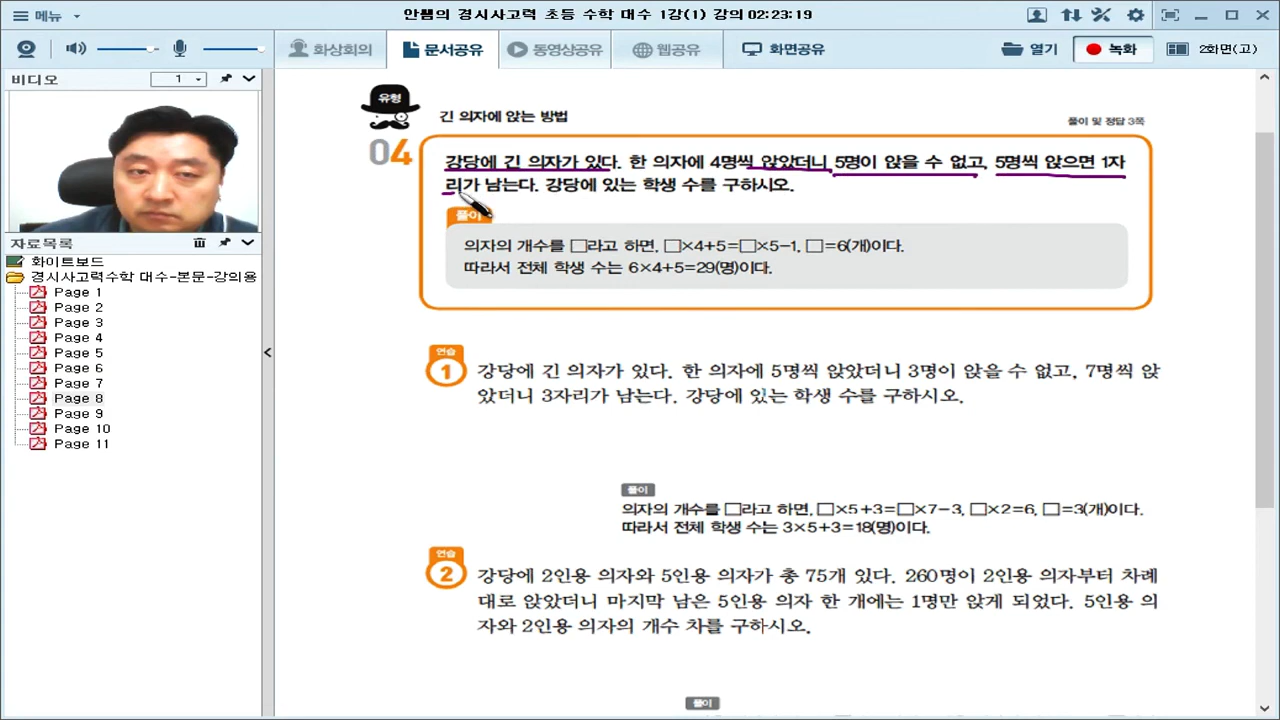 메뉴
안쌤의 경시사고력 초등 수학 대수 1강(1) 강의 02:23:19
화상회의
문서공유
동영상공유
웹공유
화면공유
열기
녹화
2화면(고)
비디오
1
자료목록
화이트보드
경시사고력수학 대수-본문-강의용
Page 1
Page 2
Page 3
Page 4
Page 5
Page 6
Page 7
Page 8
Page 9
Page 10
Page 11
유형
긴 의자에 앉는 방법
풀이 및 정답 3쪽
04
강당에 긴 의자가 있다. 한 의자에 4명씩 앉았더니 5명이 앉을 수 없고, 5명씩 앉으면 1자
리가 남는다. 강당에 있는 학생 수를 구하시오.
풀이
의자의 개수를 □라고 하면, □×4+5=□×5-1, □=6(개)이다.
따라서 전체 학생 수는 6×4+5=29(명)이다.
연습
1
강당에 긴 의자가 있다. 한 의자에 5명씩 앉았더니 3명이 앉을 수 없고, 7명씩 앉
았더니 3자리가 남는다. 강당에 있는 학생 수를 구하시오.
풀이
의자의 개수를 □라고 하면, □×5+3=□×7-3, □×2=6, □=3(개)이다.
따라서 전체 학생 수는 3×5+3=18(명)이다.
연습
2
강당에 2인용 의자와 5인용 의자가 총 75개 있다. 260명이 2인용 의자부터 차례
대로 앉았더니 마지막 남은 5인용 의자 한 개에는 1명만 앉게 되었다. 5인용 의
자와 2인용 의자의 개수 차를 구하시오.
풀이